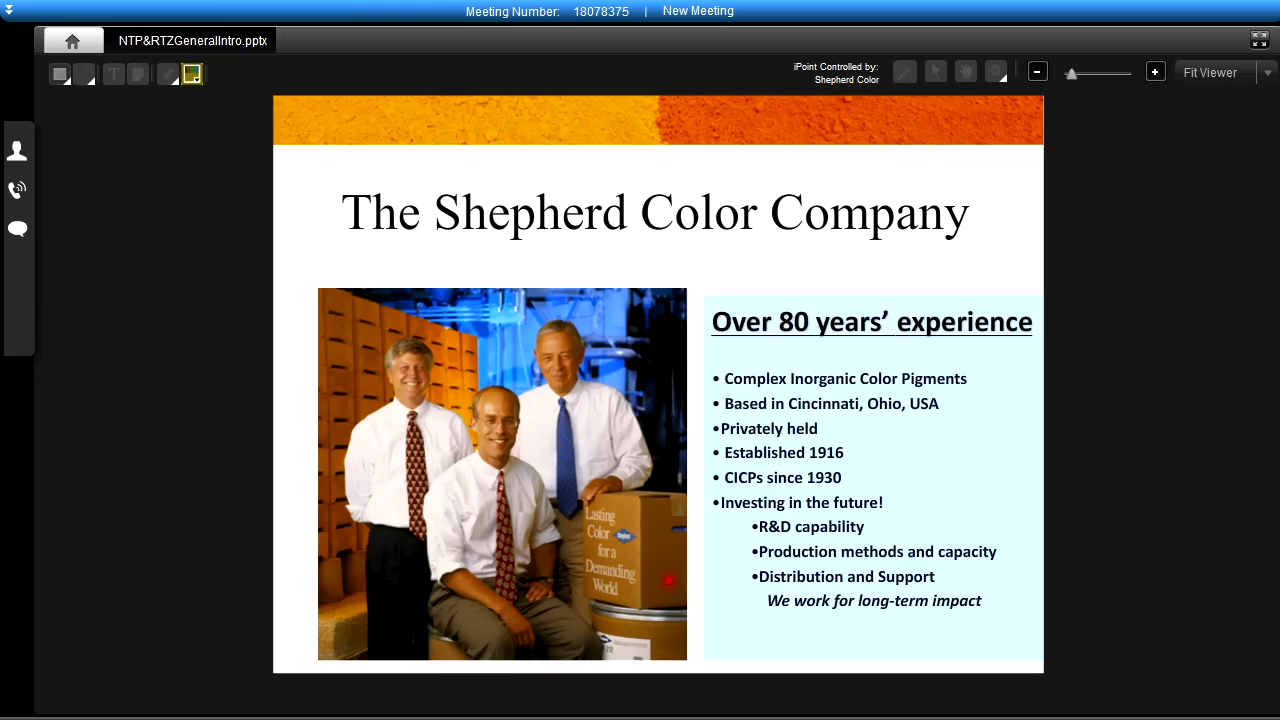 Meeting Number: 18078375 | New Meeting
NTP&RTZGeneralIntro.pptx
iPoint Controlled by:
Shepherd Color
Fit Viewer
The Shepherd Color Company
Over 80 years’ experience
• Complex Inorganic Color Pigments
• Based in Cincinnati, Ohio, USA
•Privately held
• Established 1916
• CICPs since 1930
•Investing in the future!
•R&D capability
•Production methods and capacity
•Distribution and Support
We work for long-term impact
Lasting
Color
for a
Demanding
World